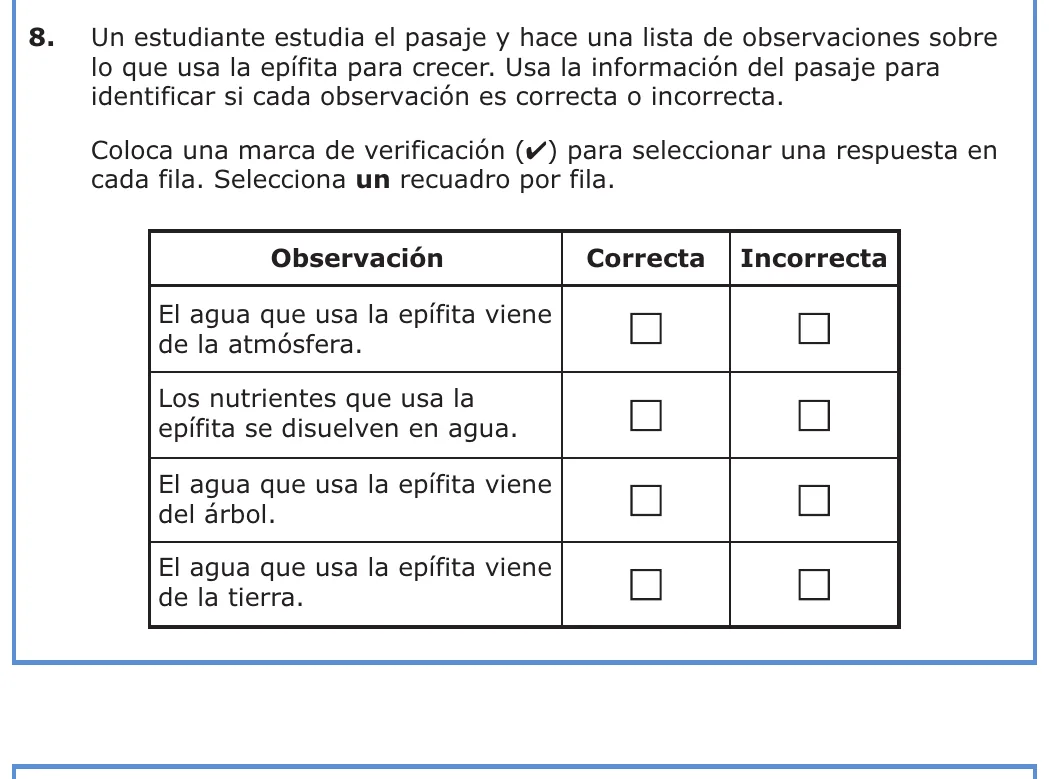 8. Un estudiante estudia el pasaje y hace una lista de observaciones sobre
lo que usa la epífita para crecer. Usa la información del pasaje para
identificar si cada observación es correcta o incorrecta.
Coloca una marca de verificación (✔) para seleccionar una respuesta en
cada fila. Selecciona un recuadro por fila.
Observación Correcta Incorrecta
El agua que usa la epífita viene
de la atmósfera.
Los nutrientes que usa la
epífita se disuelven en agua.
El agua que usa la epífita viene
del árbol.
El agua que usa la epífita viene
de la tierra.